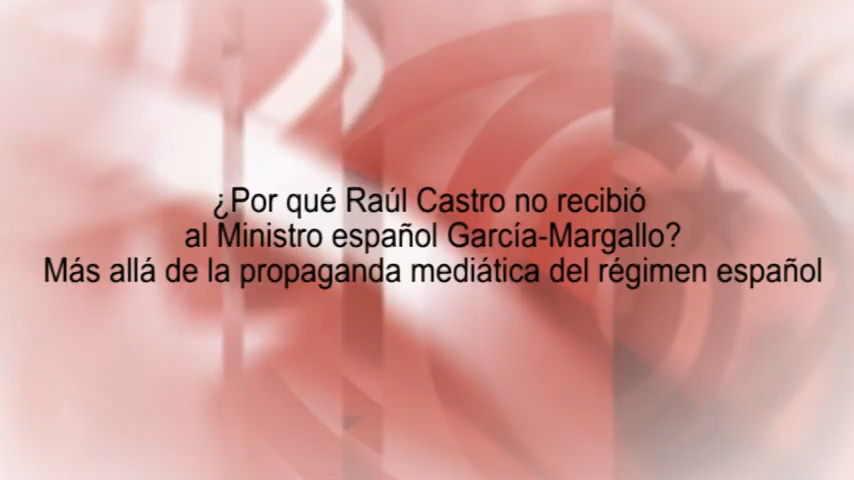 ¿Por qué Raúl Castro no recibió
al Ministro español García-Margallo?
Más allá de la propaganda mediática del régimen español